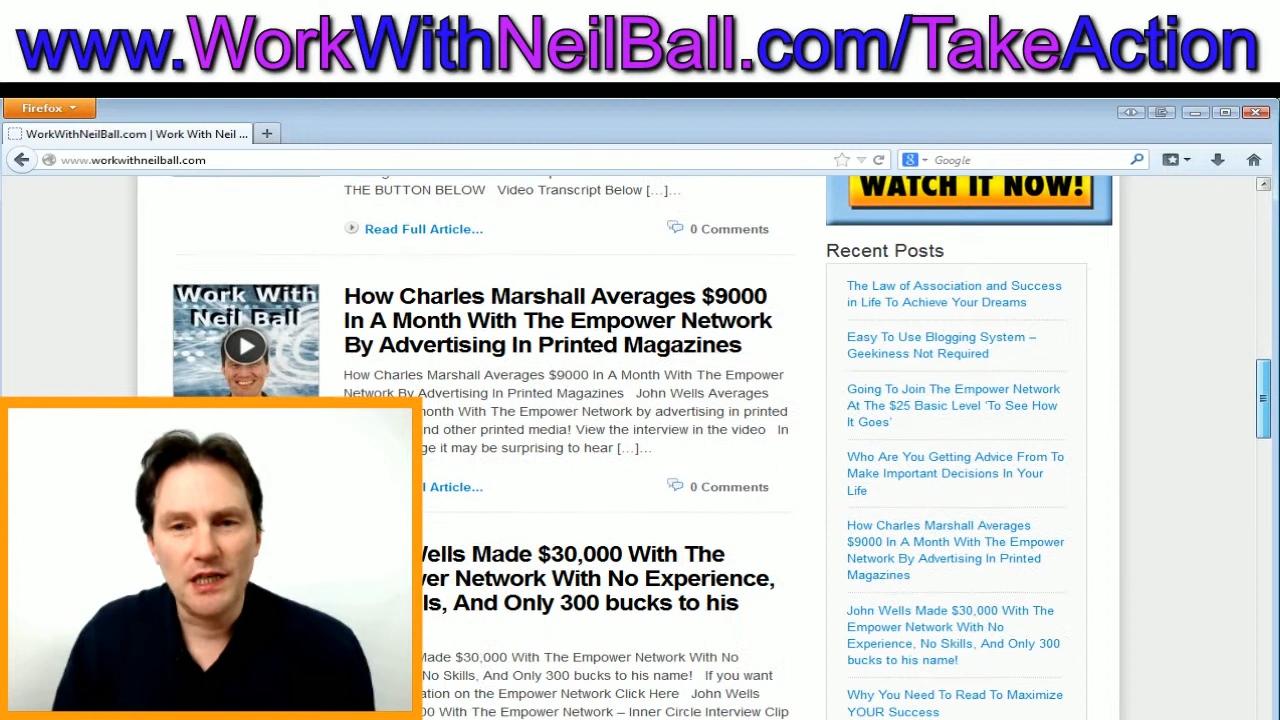 www.WorkWithNeilBall.com/TakeAction
Firefox
WorkWithNeilBall.com | Work With Neil ...
www.workwithneilball.com
Google
THE BUTTON BELOW Video Transcript Below [...]...
Read Full Article...
0 Comments
Work With
Neil Ball
How Charles Marshall Averages $9000
In A Month With The Empower Network
By Advertising In Printed Magazines
How Charles Marshall Averages $9000 In A Month With The Empower
Network By Advertising In Printed Magazines John Wells Averages
month With The Empower Network by advertising in printed
nd other printed media! View the interview in the video In
ge it may be surprising to hear [...]...
l Article...
0 Comments
Wells Made $30,000 With The
er Network With No Experience,
ls, And Only 300 bucks to his
Made $30,000 With The Empower Network With No
No Skills, And Only 300 bucks to his name! If you want
ation on the Empower Network Click Here John Wells
00 With The Empower Network – Inner Circle Interview Clip
WATCH IT NOW!
Recent Posts
The Law of Association and Success
in Life To Achieve Your Dreams
Easy To Use Blogging System –
Geekiness Not Required
Going To Join The Empower Network
At The $25 Basic Level ‘To See How
It Goes’
Who Are You Getting Advice From To
Make Important Decisions In Your
Life
How Charles Marshall Averages
$9000 In A Month With The Empower
Network By Advertising In Printed
Magazines
John Wells Made $30,000 With The
Empower Network With No
Experience, No Skills, And Only 300
bucks to his name!
Why You Need To Read To Maximize
YOUR Success